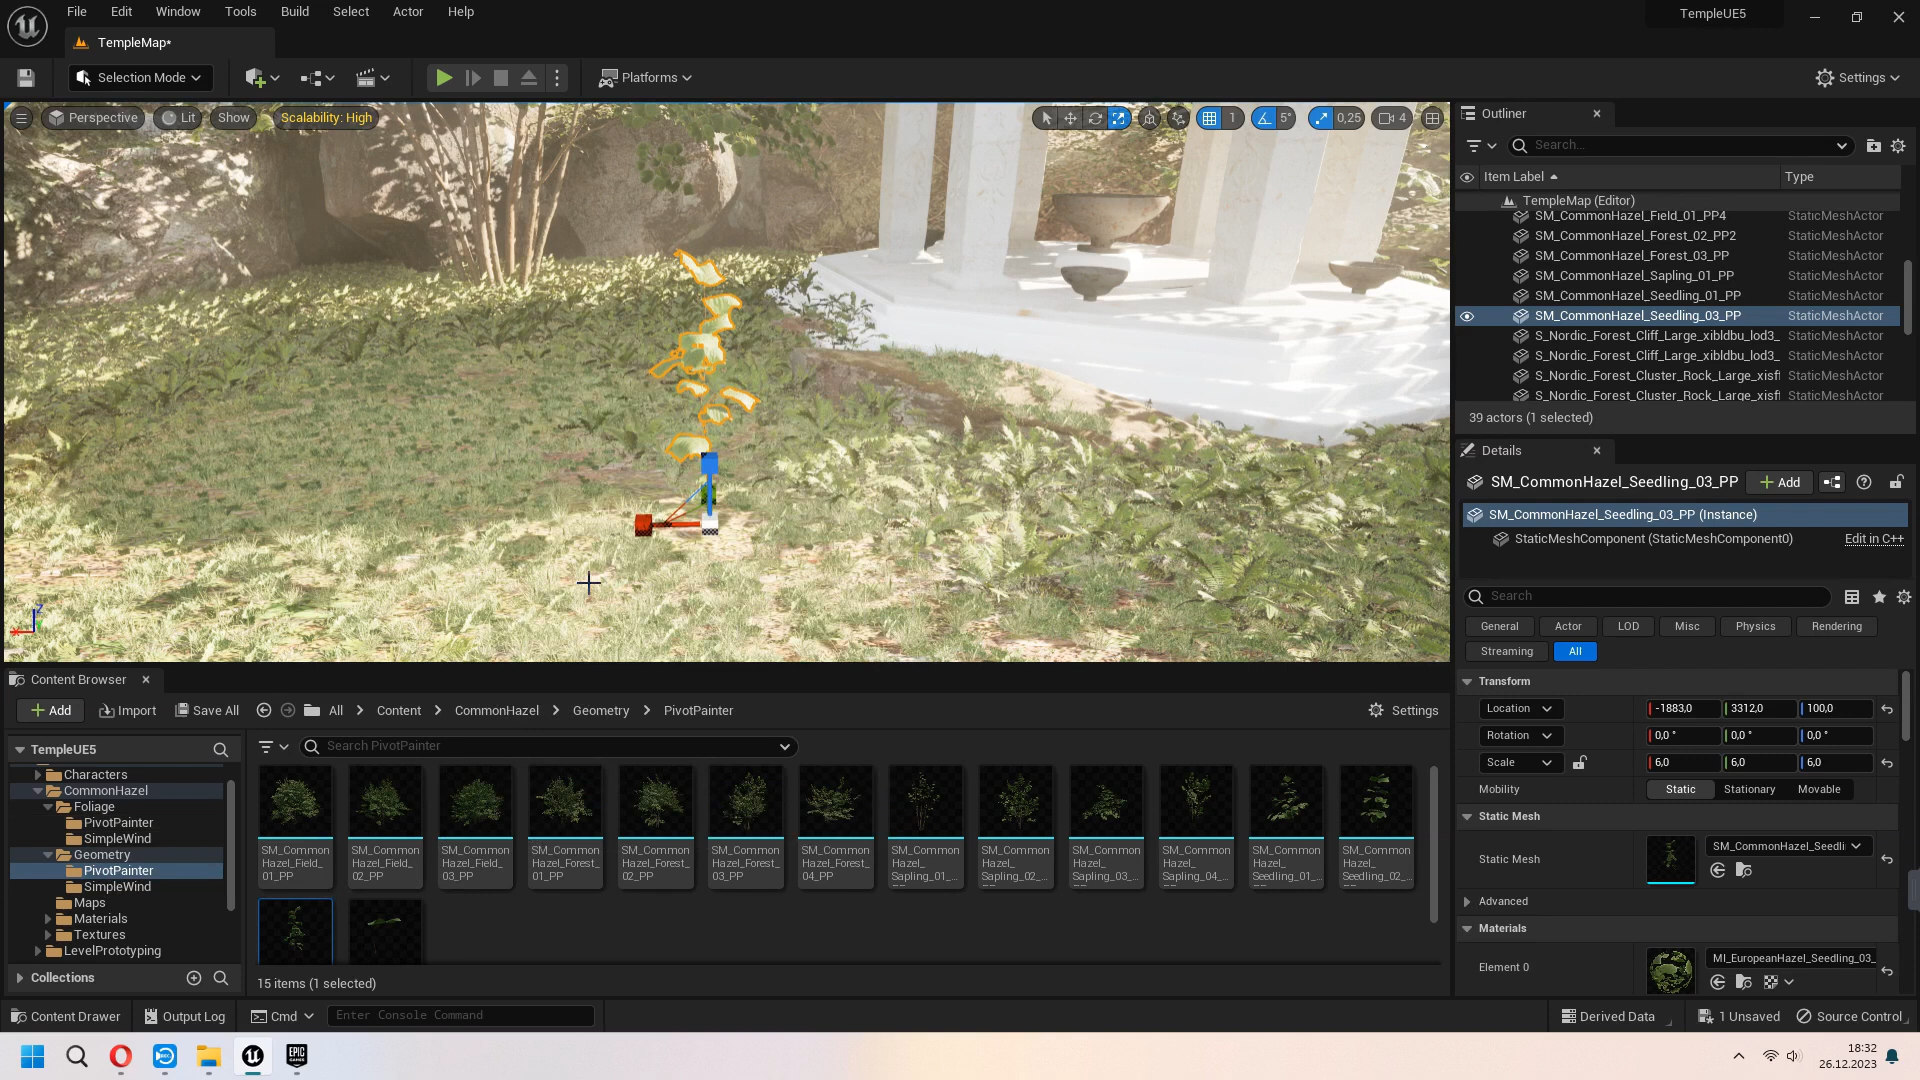 File Edit Window Tools Build Select Actor Help
TempleUE5
TempleMap*
Selection Mode
Platforms
Settings
Perspective Lit Show Scalability: High
1 5° 0,25 4
Outliner
Search...
Item Label Type
TempleMap (Editor)
SM_CommonHazel_Field_01_PP4 StaticMeshActor
SM_CommonHazel_Forest_02_PP2 StaticMeshActor
SM_CommonHazel_Forest_03_PP StaticMeshActor
SM_CommonHazel_Sapling_01_PP StaticMeshActor
SM_CommonHazel_Seedling_01_PP StaticMeshActor
SM_CommonHazel_Seedling_03_PP StaticMeshActor
S_Nordic_Forest_Cliff_Large_xibldbu_lod3_ StaticMeshActor
S_Nordic_Forest_Cliff_Large_xibldbu_lod3_ StaticMeshActor
S_Nordic_Forest_Cluster_Rock_Large_xisfl StaticMeshActor
S_Nordic_Forest_Cluster_Rock_Large_xisfl StaticMeshActor
39 actors (1 selected)
Details
SM_CommonHazel_Seedling_03_PP Add
SM_CommonHazel_Seedling_03_PP (Instance)
StaticMeshComponent (StaticMeshComponent0) Edit in C++
Search
General Actor LOD Misc Physics Rendering
Streaming All
Transform
Location -1883,0 3312,0 100,0
Rotation 0,0 ° 0,0 ° 0,0 °
Scale 6,0 6,0 6,0
Mobility Static Stationary Movable
Static Mesh
Static Mesh SM_CommonHazel_Seedli
Advanced
Materials
Element 0 MI_EuropeanHazel_Seedling_03_
Content Browser
Add Import Save All All Content CommonHazel Geometry PivotPainter Settings
TempleUE5
Search PivotPainter
Characters
CommonHazel
Foliage
PivotPainter
SimpleWind
Geometry
PivotPainter
SimpleWind
Maps
Materials
Textures
LevelPrototyping
Collections
SM_Common Hazel_Field_ 01_PP
SM_Common Hazel_Field_ 02_PP
SM_Common Hazel_Field_ 03_PP
SM_Common Hazel_Forest_ 01_PP
SM_Common Hazel_Forest_ 02_PP
SM_Common Hazel_Forest_ 03_PP
SM_Common Hazel_Forest_ 04_PP
SM_Common Hazel_ Sapling_01_...
SM_Common Hazel_ Sapling_02_...
SM_Common Hazel_ Sapling_03_...
SM_Common Hazel_ Sapling_04_...
SM_Common Hazel_ Seedling_01_...
SM_Common Hazel_ Seedling_02_...
15 items (1 selected)
Content Drawer Output Log Cmd Enter Console Command
Derived Data 1 Unsaved Source Control
EPIC GAMES
18:32
26.12.2023